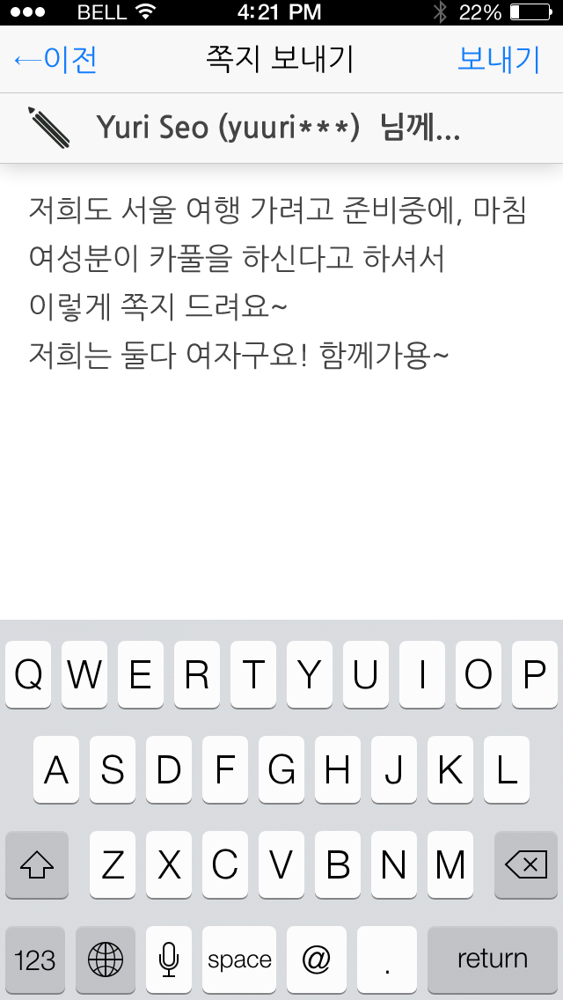 BELL 4:21 PM 22%
←이전 쪽지 보내기 보내기
Yuri Seo (yuuri***) 님께...
저희도 서울 여행 가려고 준비중에, 마침
여성분이 카풀을 하신다고 하셔서
이렇게 쪽지 드려요~
저희는 둘다 여자구요! 함께가용~
Q W E R T Y U I O P
A S D F G H J K L
Z X C V B N M
123 space @ . return